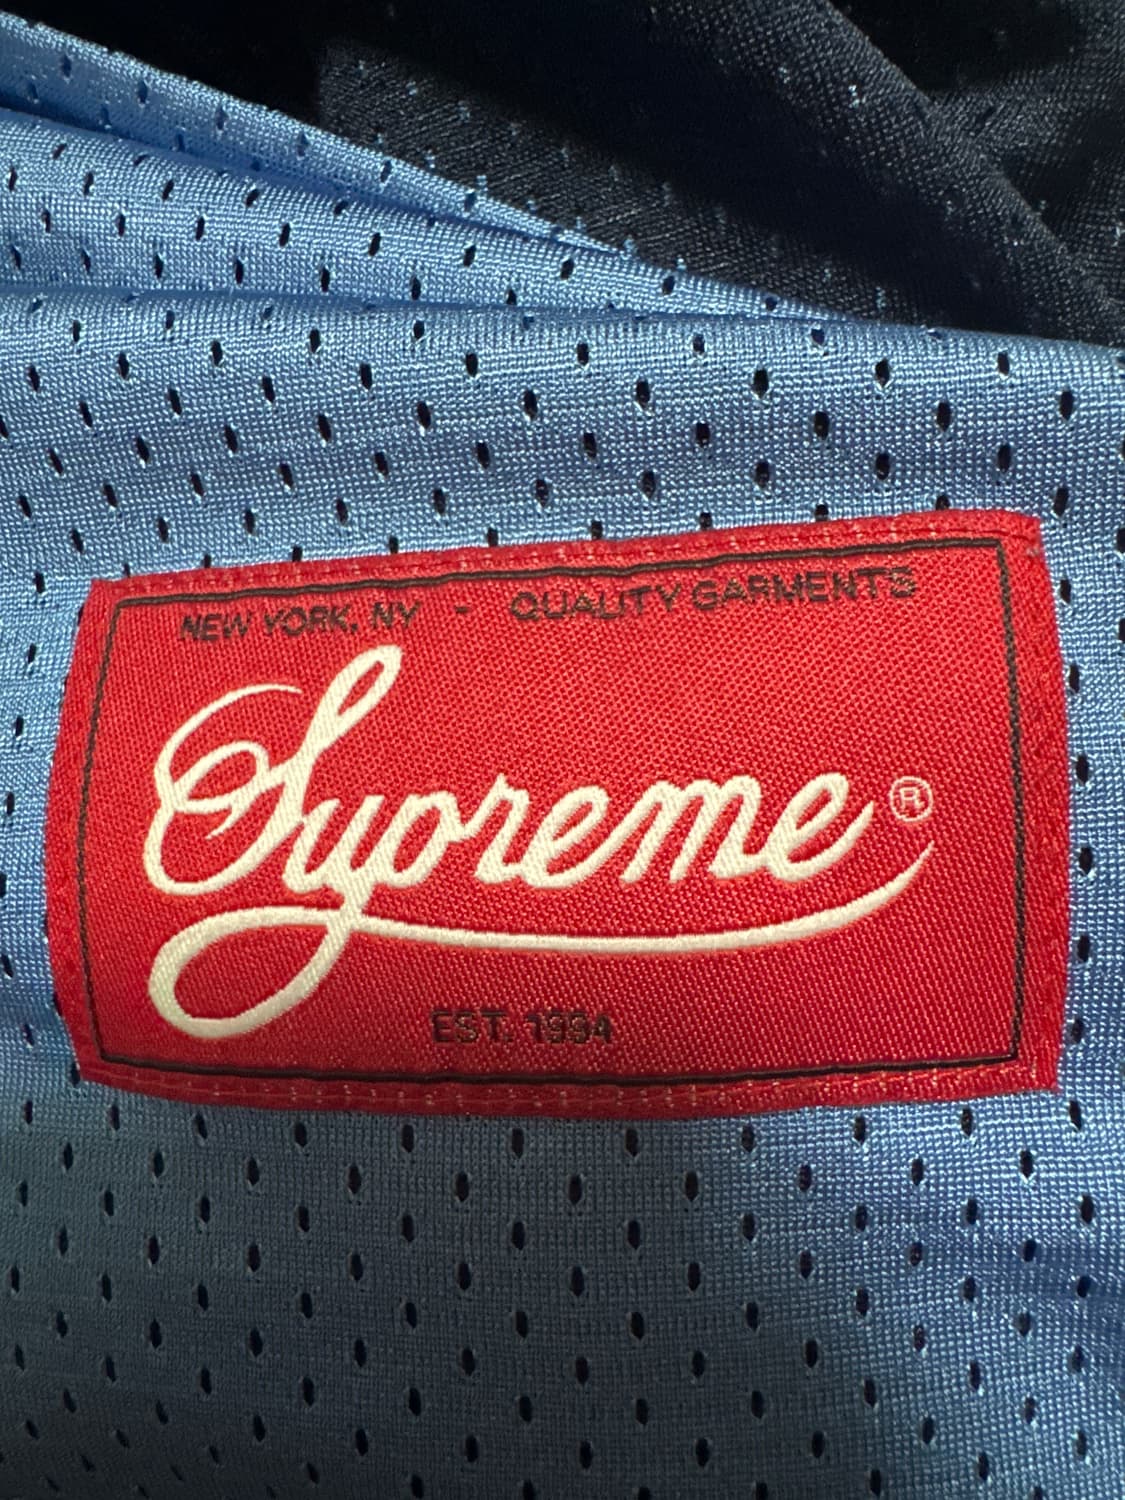 NEW YORK, NY - QUALITY GARMENTS
Supreme ®
EST. 1994